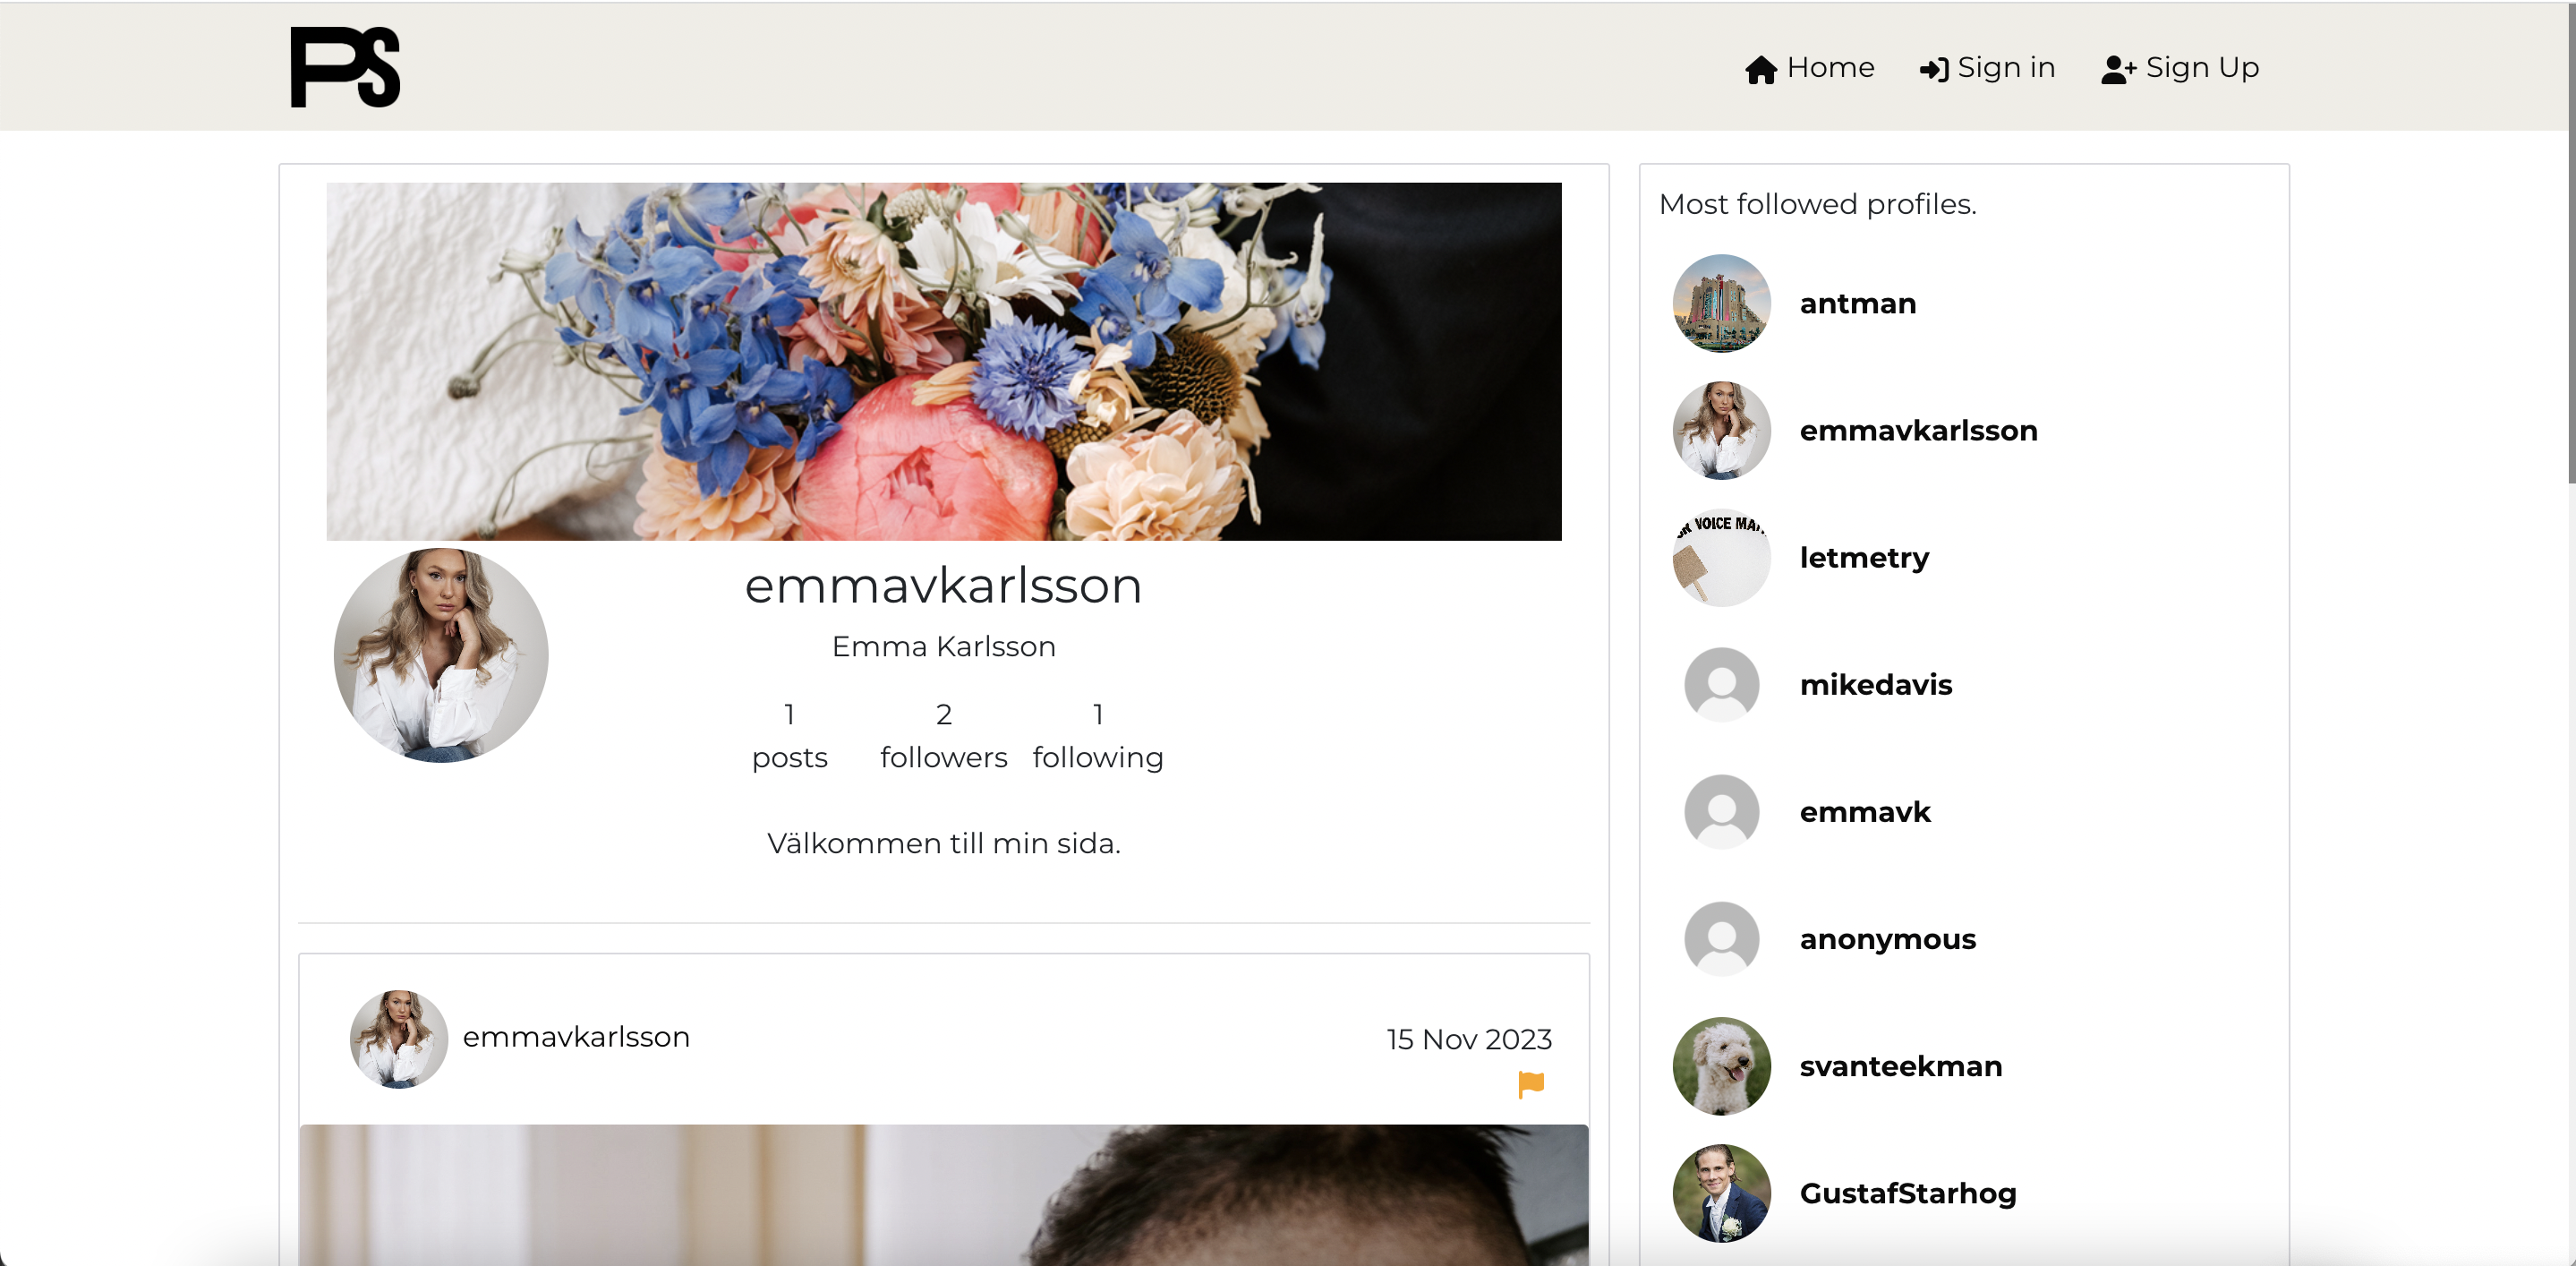 PS
Home
Sign in
Sign Up
emmavkarlsson
Emma Karlsson
1 posts
2 followers
1 following
Välkommen till min sida.
emmavkarlsson
15 Nov 2023
Most followed profiles.
antman
emmavkarlsson
VOICE
letmetry
mikedavis
emmavk
anonymous
svanteekman
GustafStarhog